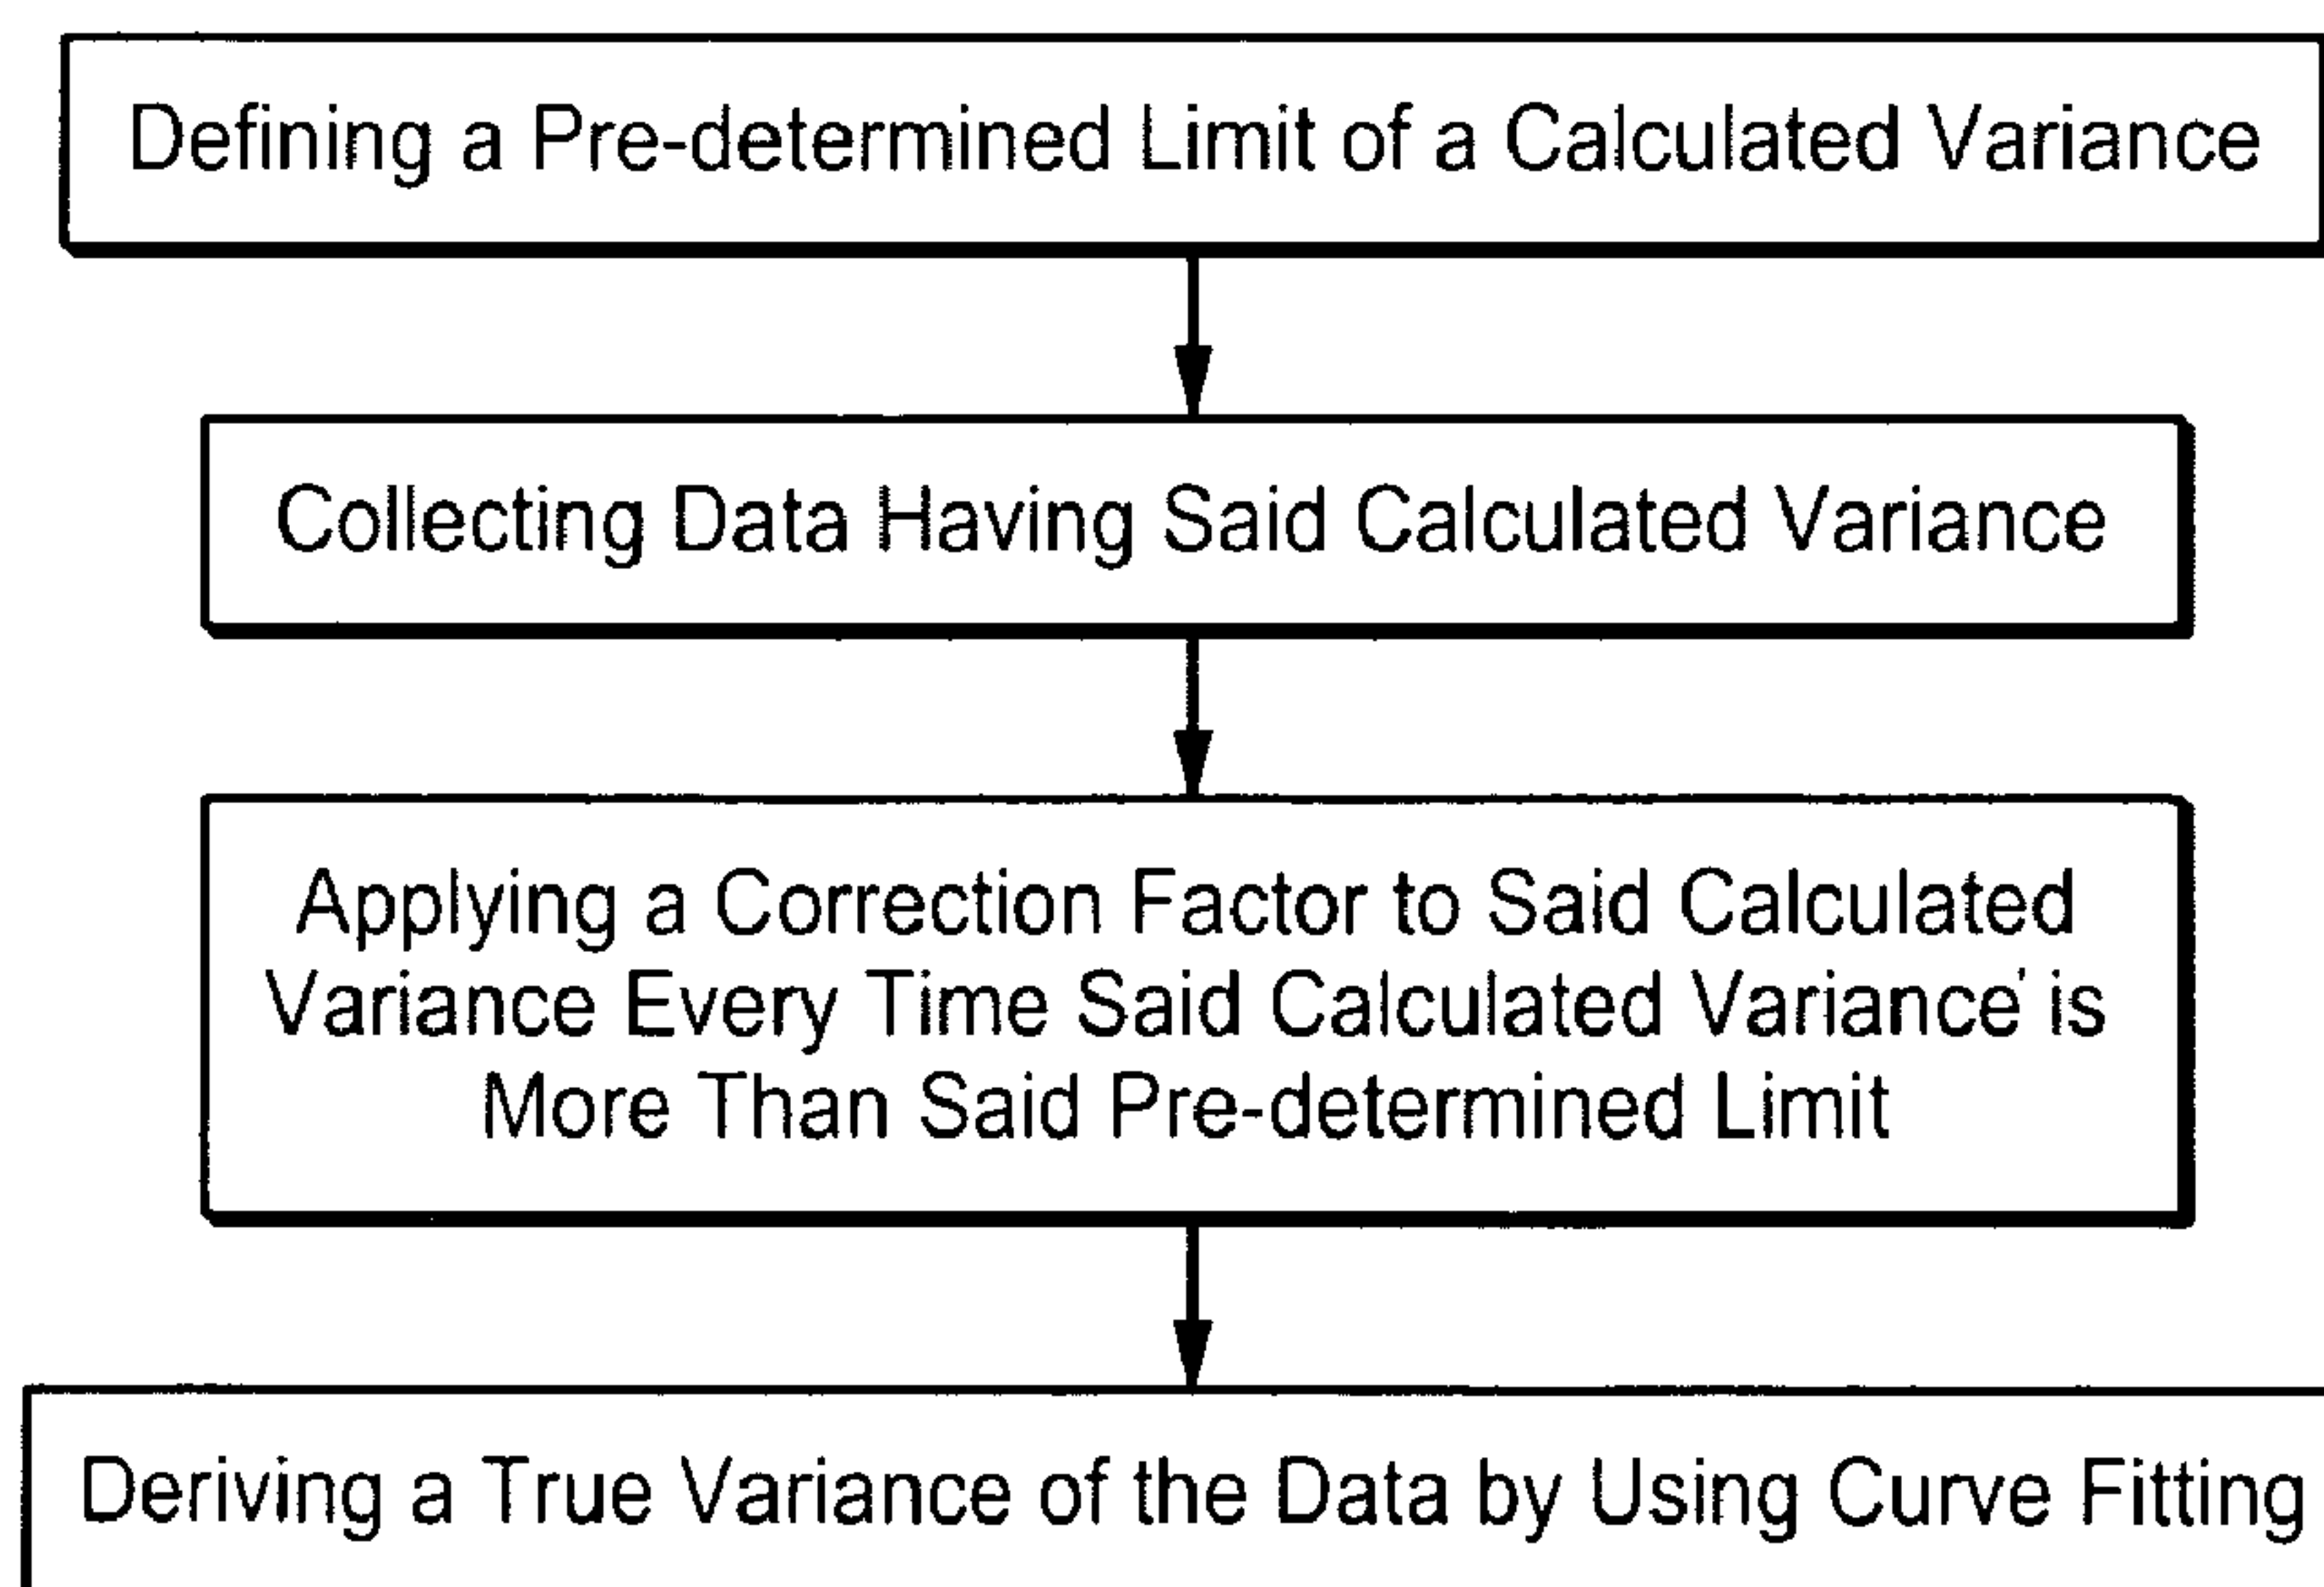 Defining a Pre-determined Limit of a Calculated Variance
Collecting Data Having Said Calculated Variance
Applying a Correction Factor to Said Calculated
Variance Every Time Said Calculated Variance is
More Than Said Pre-determined Limit
Deriving a True Variance of the Data by Using Curve Fitting